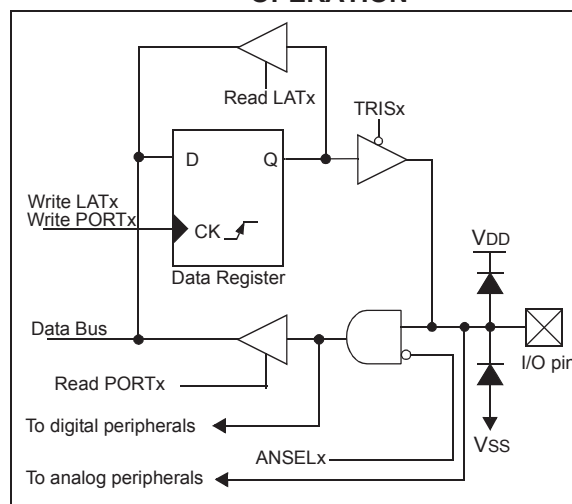 OPERATION
Read LATx
TRISx
D
Q
Write LATx
Write PORTx
CK
Data Register
VDD
Data Bus
I/O pin
Read PORTx
To digital peripherals
VSS
ANSELx
To analog peripherals